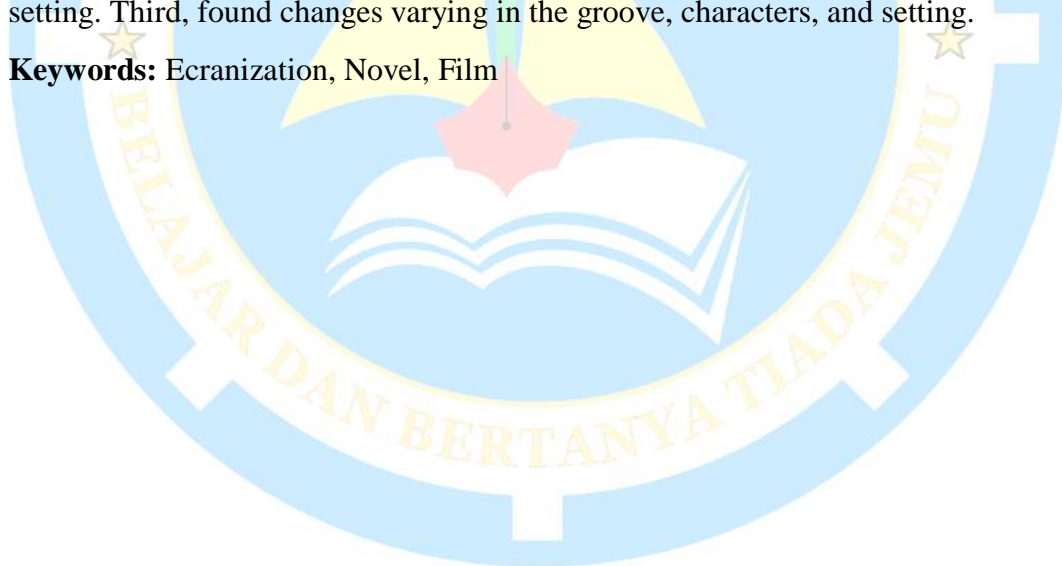 setting. Third, found changes varying in the groove, characters, and setting.
Keywords: Ecranization, Novel, Film
BELAJAR DAN BERTANYA TIADA JEMU